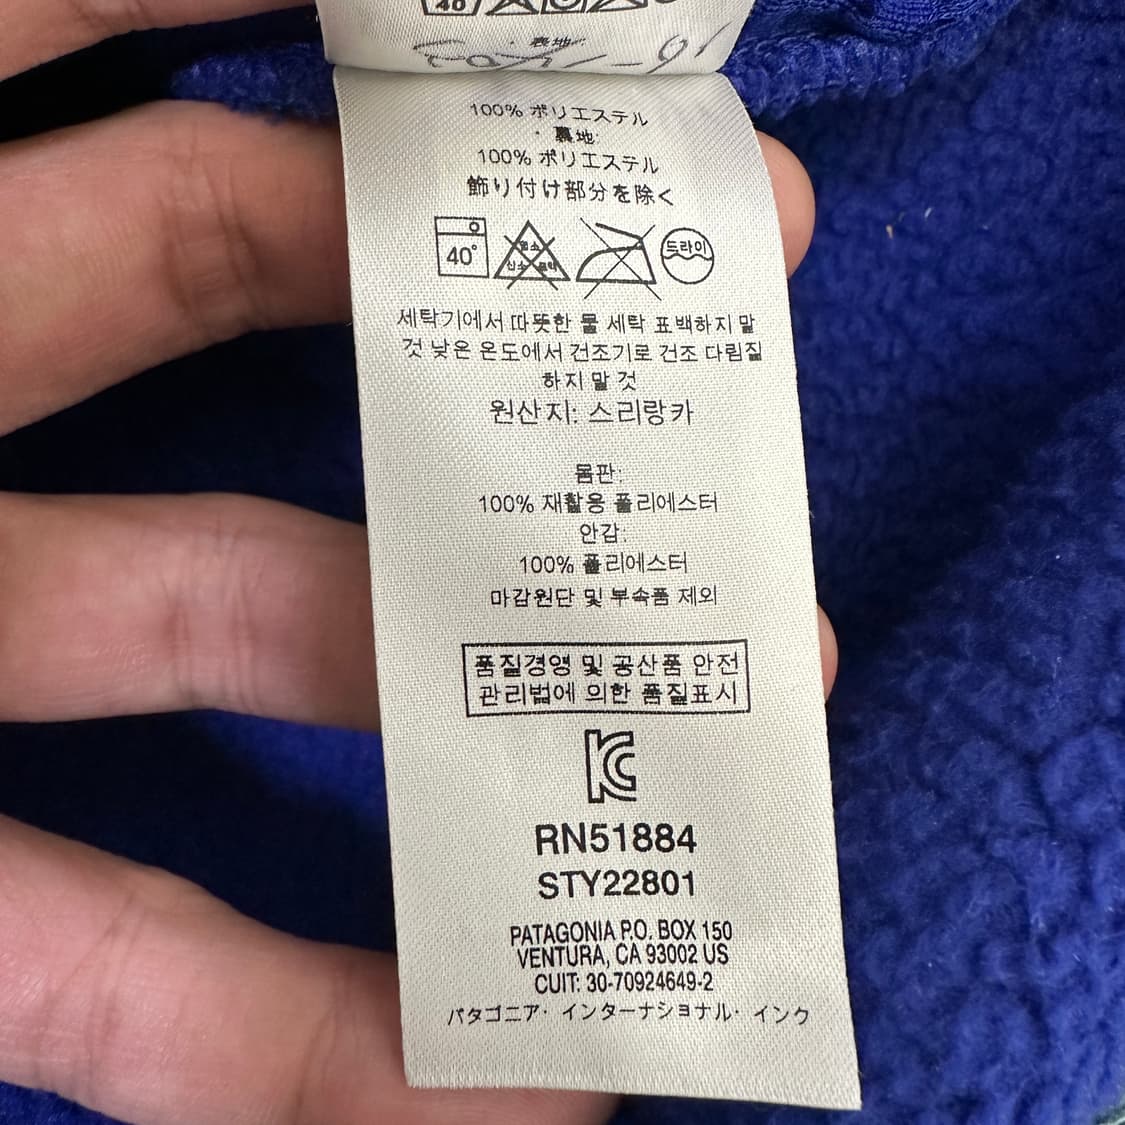 40
・表地:
100% ポリエステル
・裏地:
100% ポリエステル
飾り付け部分を除く
40° 드라이
세탁기에서 따뜻한 물 세탁 표백하지 말
것 낮은 온도에서 건조기로 건조 다림질
하지 말 것
원산지: 스리랑카
몸판:
100% 재활용 폴리에스터
안감:
100% 폴리에스터
마감원단 및 부속품 제외
품질경영 및 공산품 안전
관리법에 의한 품질표시
KC
RN51884
STY22801
PATAGONIA P.O. BOX 150
VENTURA, CA 93002 US
CUIT: 30-70924649-2
パタゴニア・インターナショナル・インク